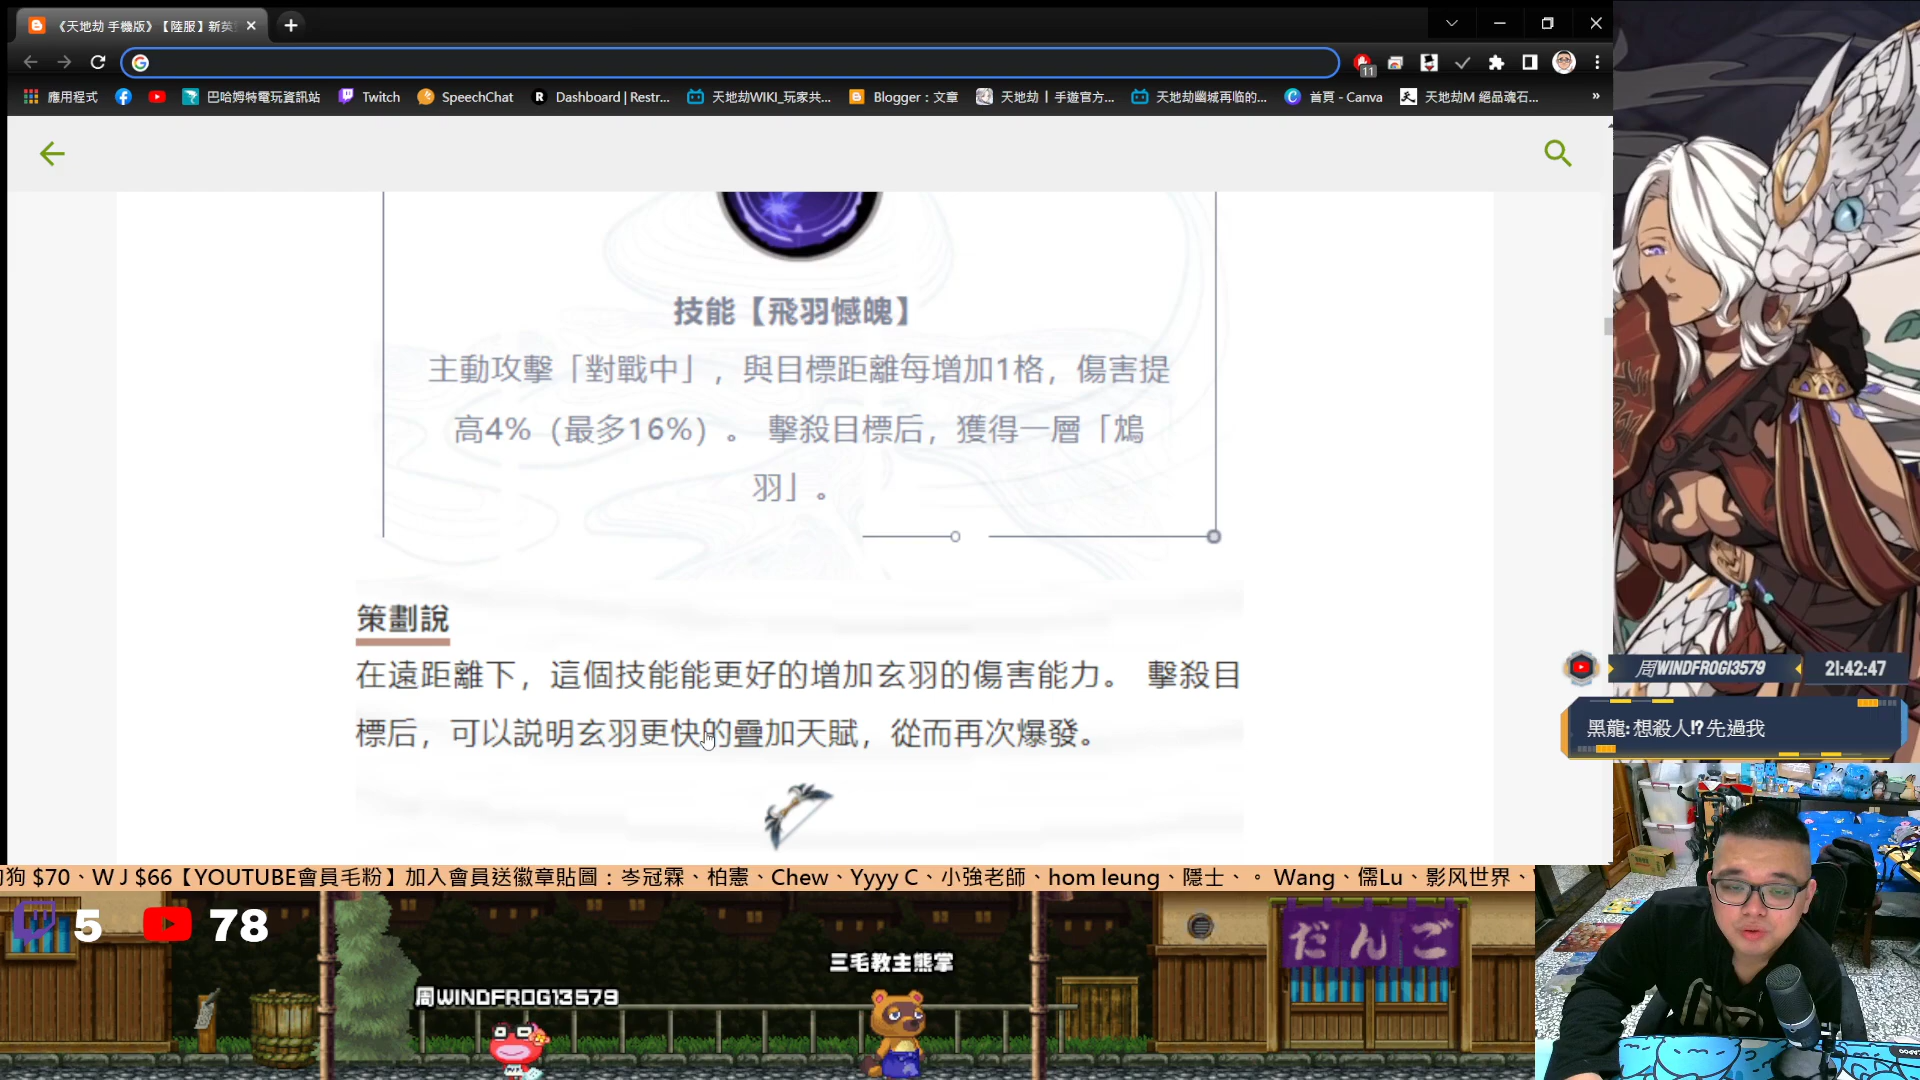 《天地劫 手機版》【陸服】新英
11
應用程式
巴哈姆特電玩資訊站
Twitch
SpeechChat
Dashboard | Restr...
天地劫WIKI_玩家共...
Blogger：文章
天地劫丨手遊官方...
天地劫幽城再临的...
首頁 - Canva
天地劫M 絕品魂石...
»
技能【飛羽憾魄】
主動攻擊「對戰中」，與目標距離每增加1格，傷害提
高4%（最多16%）。 擊殺目標后，獲得一層「鴆
羽」。
策劃說
在遠距離下，這個技能能更好的增加玄羽的傷害能力。 擊殺目
標后，可以説明玄羽更快的疊加天賦，從而再次爆發。
周WINDFROG13579
21:42:47
黑龍: 想殺人!? 先過我
狗 $70、W J $66【YOUTUBE會員毛粉】加入會員送徽章貼圖：岑冠霖、柏憲、Chew、Yyyy C、小強老師、hom leung、隱士、。 Wang、儒Lu、影风世界、
5
78
三毛教主熊掌
周WINDFROG13579
だんご